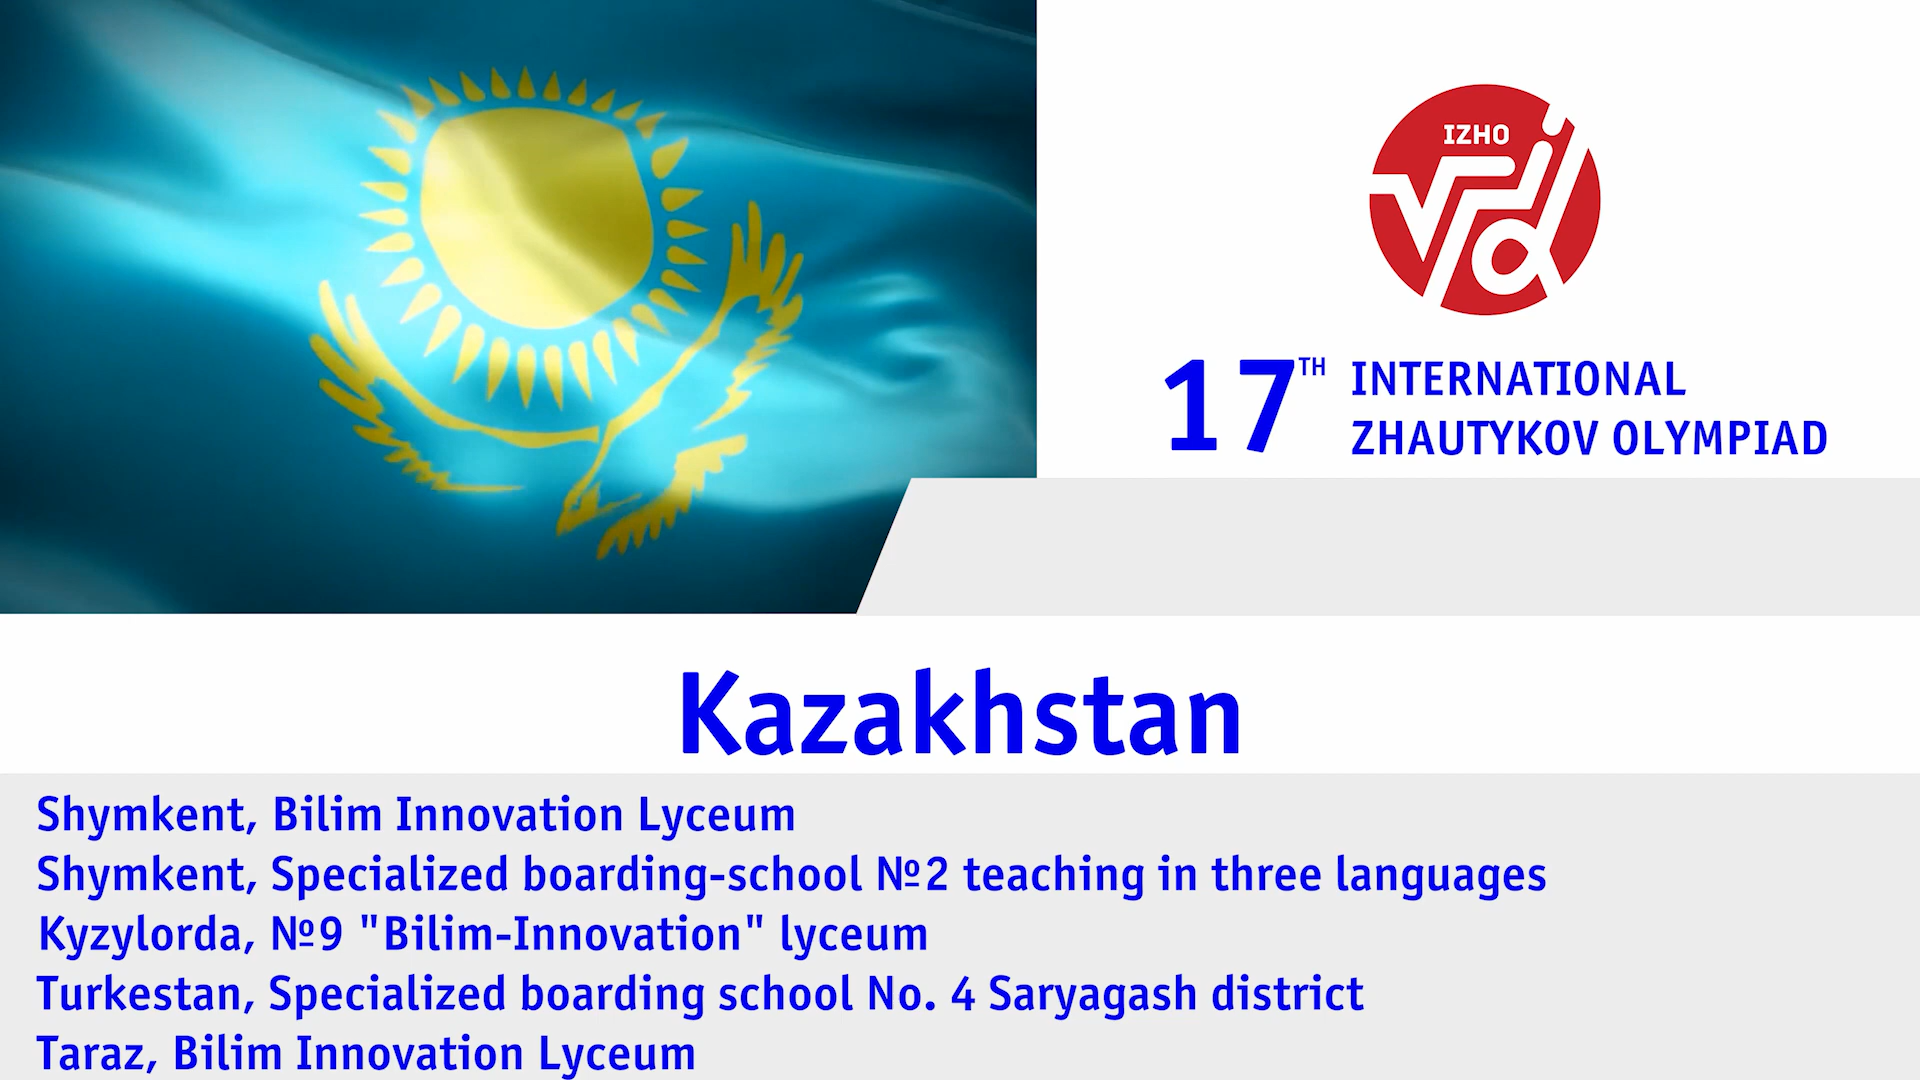 IZHO
17TH INTERNATIONAL
ZHAUTYKOV OLYMPIAD
Kazakhstan
Shymkent, Bilim Innovation Lyceum
Shymkent, Specialized boarding-school №2 teaching in three languages
Kyzylorda, №9 "Bilim-Innovation" lyceum
Turkestan, Specialized boarding school No. 4 Saryagash district
Taraz, Bilim Innovation Lyceum